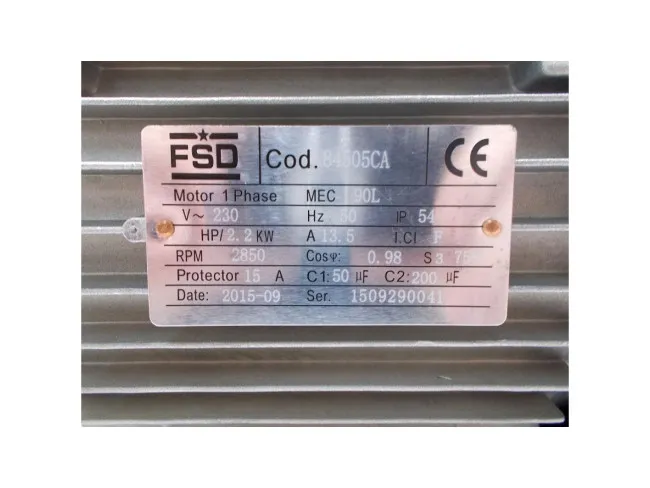 FSD Cod. 84505CA CE
Motor 1 Phase MEC 90L
V~ 230 Hz 50 IP 54
HP/2.2 KW A 13.5 I.Cl F
RPM 2850 Cosφ: 0.98 S3 75
Protector 15 A C1:50 µF C2:200 µF
Date: 2015-09 Ser. 1509290041